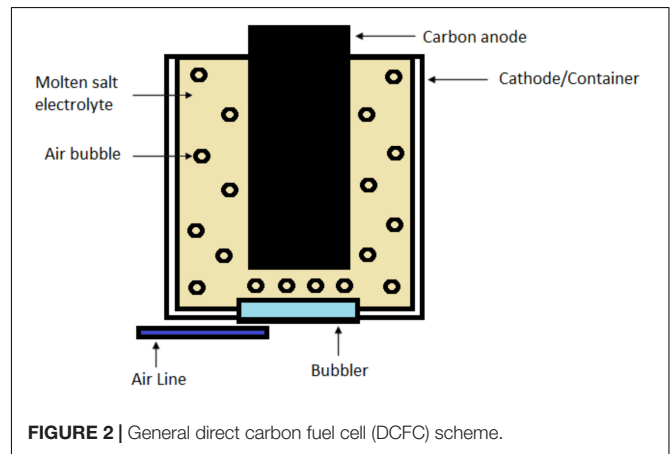 Carbon anode
Molten salt
electrolyte
Cathode/Container
Air bubble
Air Line
Bubbler
FIGURE 2 | General direct carbon fuel cell (DCFC) scheme.